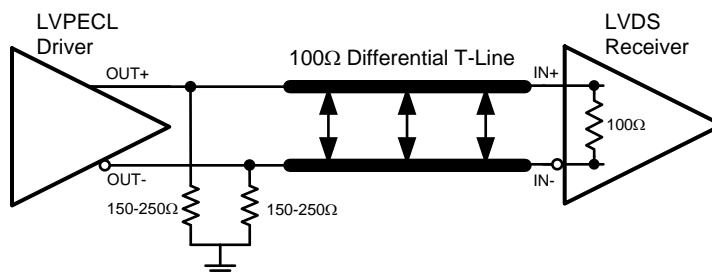 LVPECL
Driver
LVDS
Receiver
100Ω Differential T-Line
OUT+
IN+
100Ω
OUT-
IN-
150-250Ω
150-250Ω